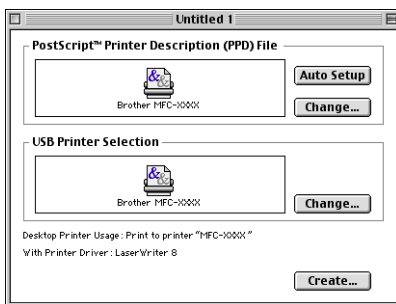 Untitled 1
PostScript™ Printer Description (PPD) File
Brother MFC-XXXX
Auto Setup
Change...
USB Printer Selection
Brother MFC-XXXX
Change...
Desktop Printer Usage: Print to printer "MFC-XXXX"
With Printer Driver: LaserWriter 8
Create...